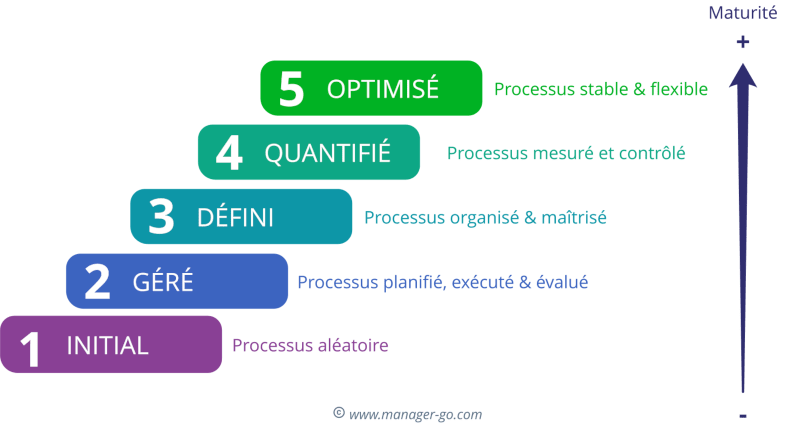 Maturité
+
5 OPTIMISÉ Processus stable & flexible
4 QUANTIFIÉ Processus mesuré et contrôlé
3 DÉFINI Processus organisé & maîtrisé
2 GÉRÉ Processus planifié, exécuté & évalué
1 INITIAL Processus aléatoire
© www.manager-go.com
-